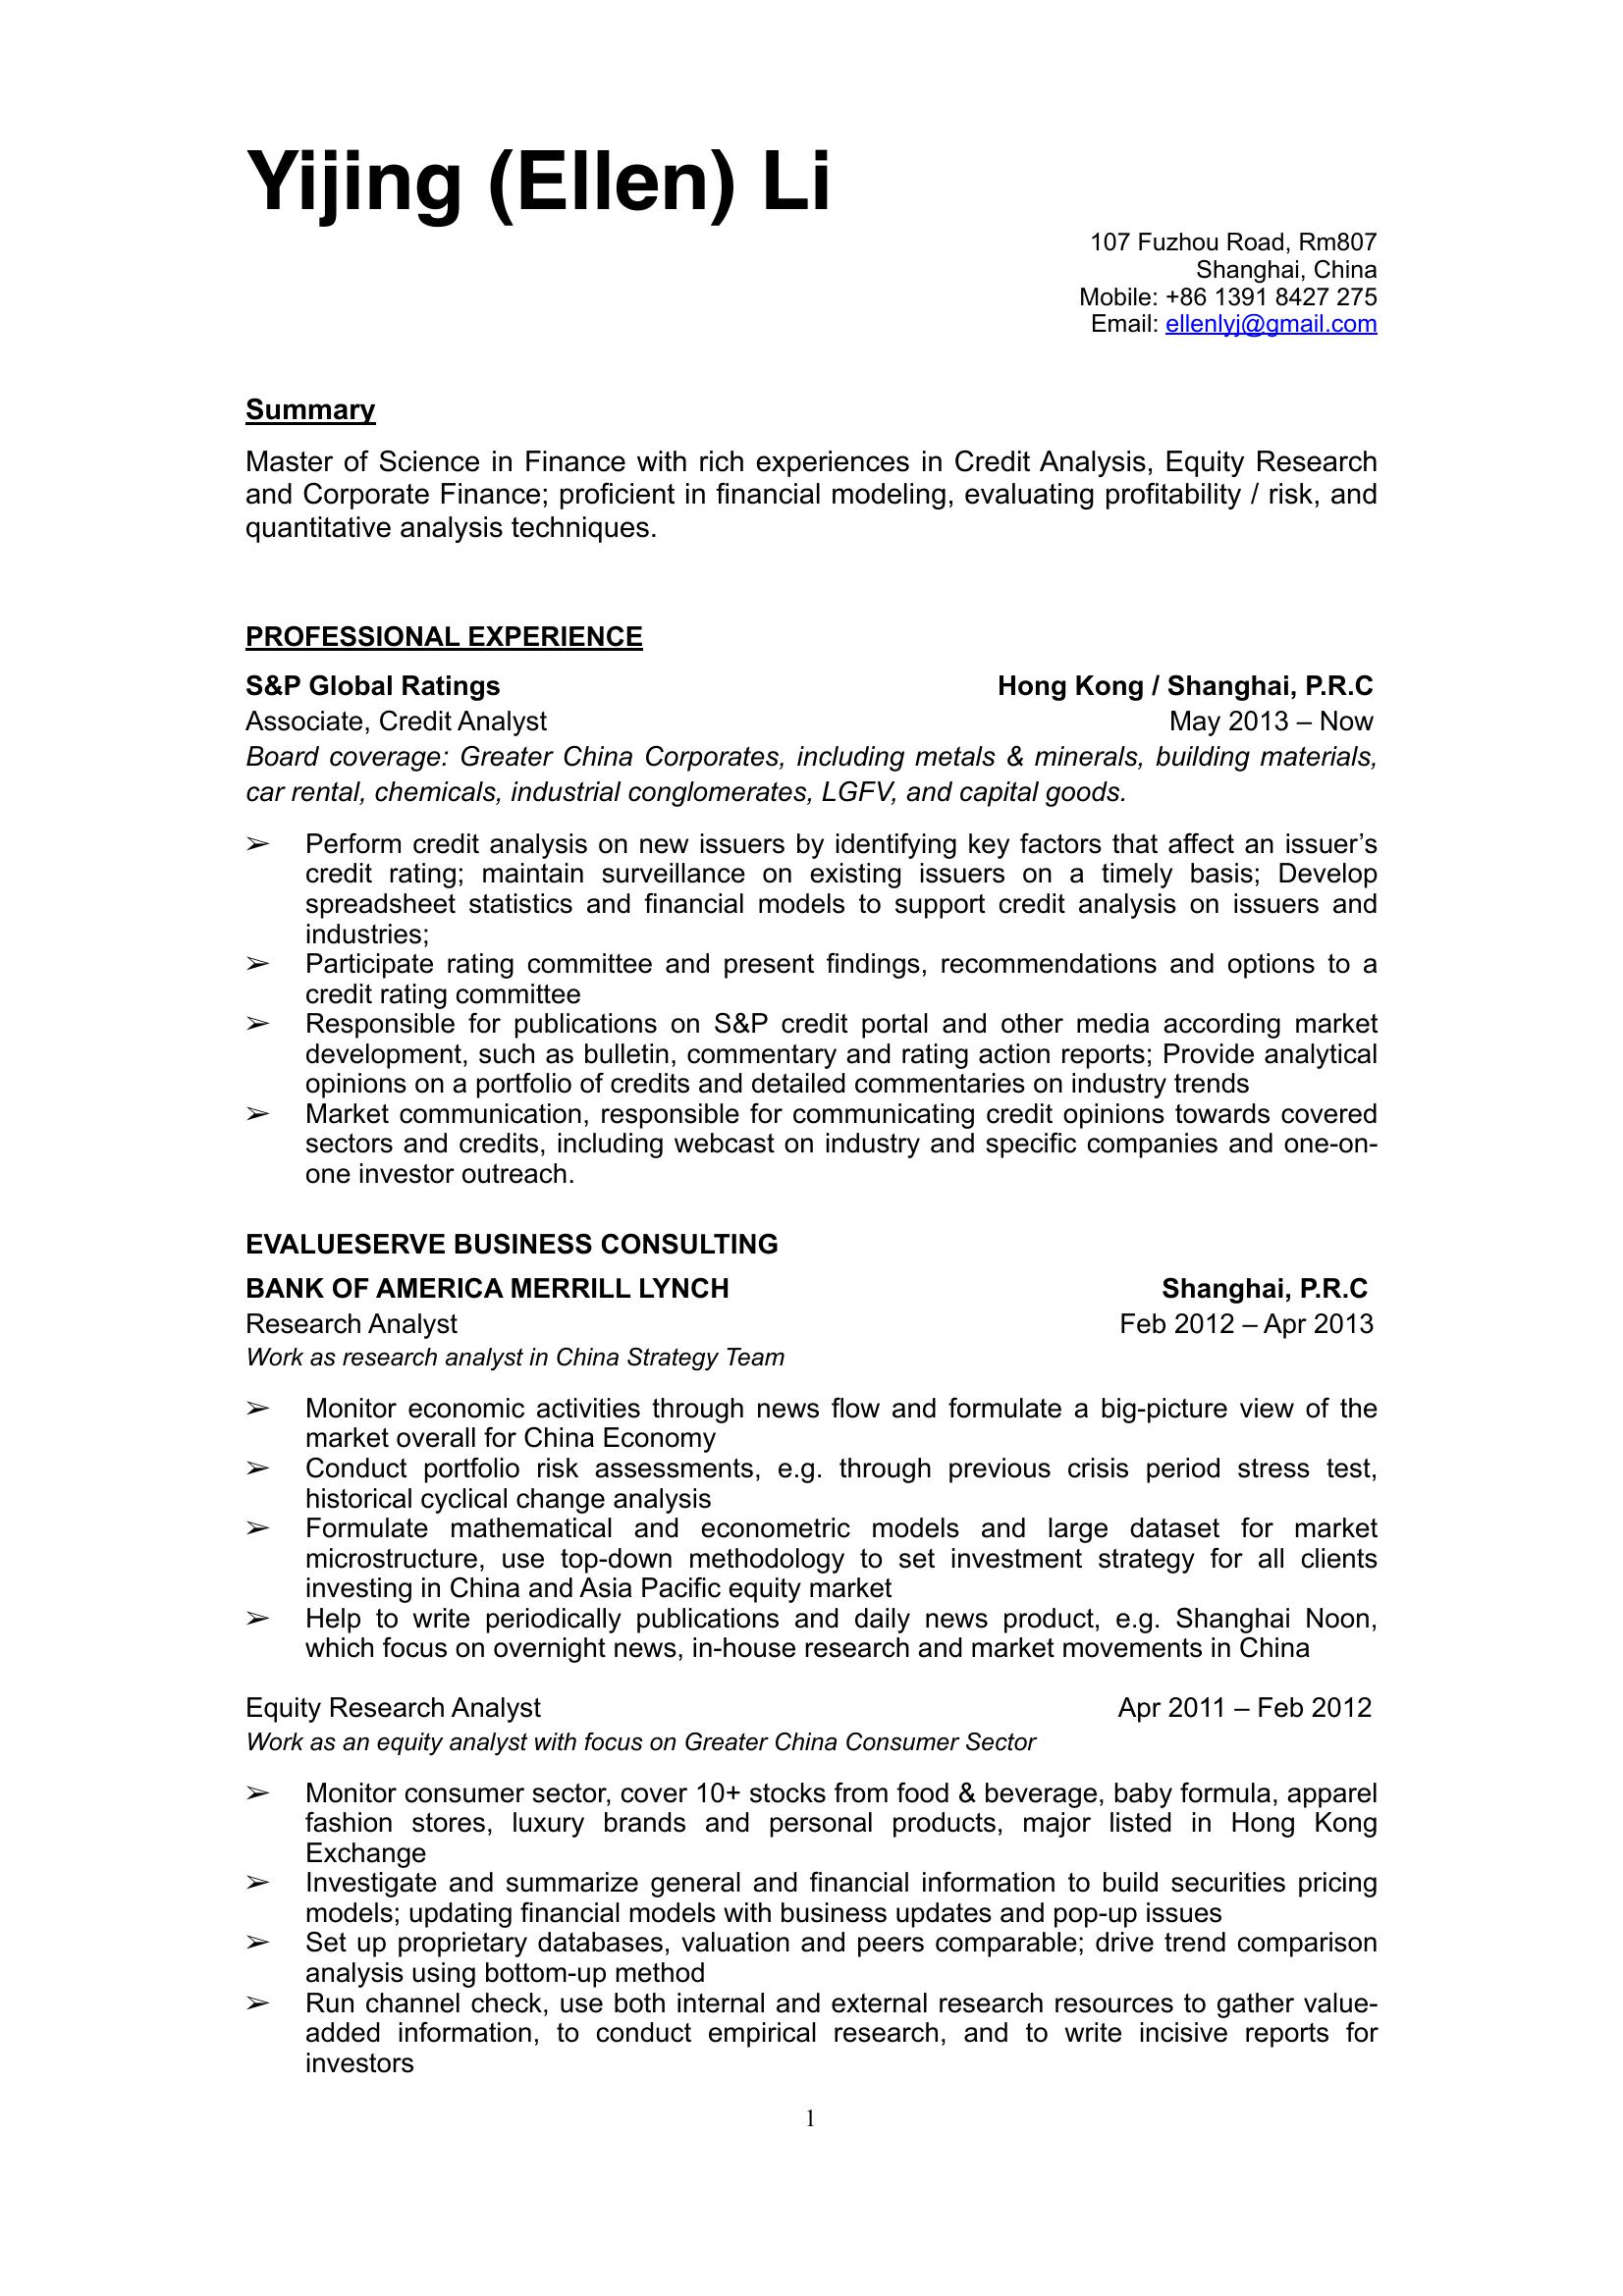 Yijing (Ellen) Li
107 Fuzhou Road, Rm807
Shanghai, China
Mobile: +86 1391 8427 275
Email: ellenlyj@gmail.com
Summary
Master of Science in Finance with rich experiences in Credit Analysis, Equity Research
and Corporate Finance; proficient in financial modeling, evaluating profitability / risk, and
quantitative analysis techniques.
PROFESSIONAL EXPERIENCE
S&P Global Ratings Hong Kong / Shanghai, P.R.C
Associate, Credit Analyst May 2013 – Now
Board coverage: Greater China Corporates, including metals & minerals, building materials,
car rental, chemicals, industrial conglomerates, LGFV, and capital goods.
➢ Perform credit analysis on new issuers by identifying key factors that affect an issuer’s
credit rating; maintain surveillance on existing issuers on a timely basis; Develop
spreadsheet statistics and financial models to support credit analysis on issuers and
industries;
➢ Participate rating committee and present findings, recommendations and options to a
credit rating committee
➢ Responsible for publications on S&P credit portal and other media according market
development, such as bulletin, commentary and rating action reports; Provide analytical
opinions on a portfolio of credits and detailed commentaries on industry trends
➢ Market communication, responsible for communicating credit opinions towards covered
sectors and credits, including webcast on industry and specific companies and one-on-
one investor outreach.
EVALUESERVE BUSINESS CONSULTING
BANK OF AMERICA MERRILL LYNCH Shanghai, P.R.C
Research Analyst Feb 2012 – Apr 2013
Work as research analyst in China Strategy Team
➢ Monitor economic activities through news flow and formulate a big-picture view of the
market overall for China Economy
➢ Conduct portfolio risk assessments, e.g. through previous crisis period stress test,
historical cyclical change analysis
➢ Formulate mathematical and econometric models and large dataset for market
microstructure, use top-down methodology to set investment strategy for all clients
investing in China and Asia Pacific equity market
➢ Help to write periodically publications and daily news product, e.g. Shanghai Noon,
which focus on overnight news, in-house research and market movements in China
Equity Research Analyst Apr 2011 – Feb 2012
Work as an equity analyst with focus on Greater China Consumer Sector
➢ Monitor consumer sector, cover 10+ stocks from food & beverage, baby formula, apparel
fashion stores, luxury brands and personal products, major listed in Hong Kong
Exchange
➢ Investigate and summarize general and financial information to build securities pricing
models; updating financial models with business updates and pop-up issues
➢ Set up proprietary databases, valuation and peers comparable; drive trend comparison
analysis using bottom-up method
➢ Run channel check, use both internal and external research resources to gather value-
added information, to conduct empirical research, and to write incisive reports for
investors
1